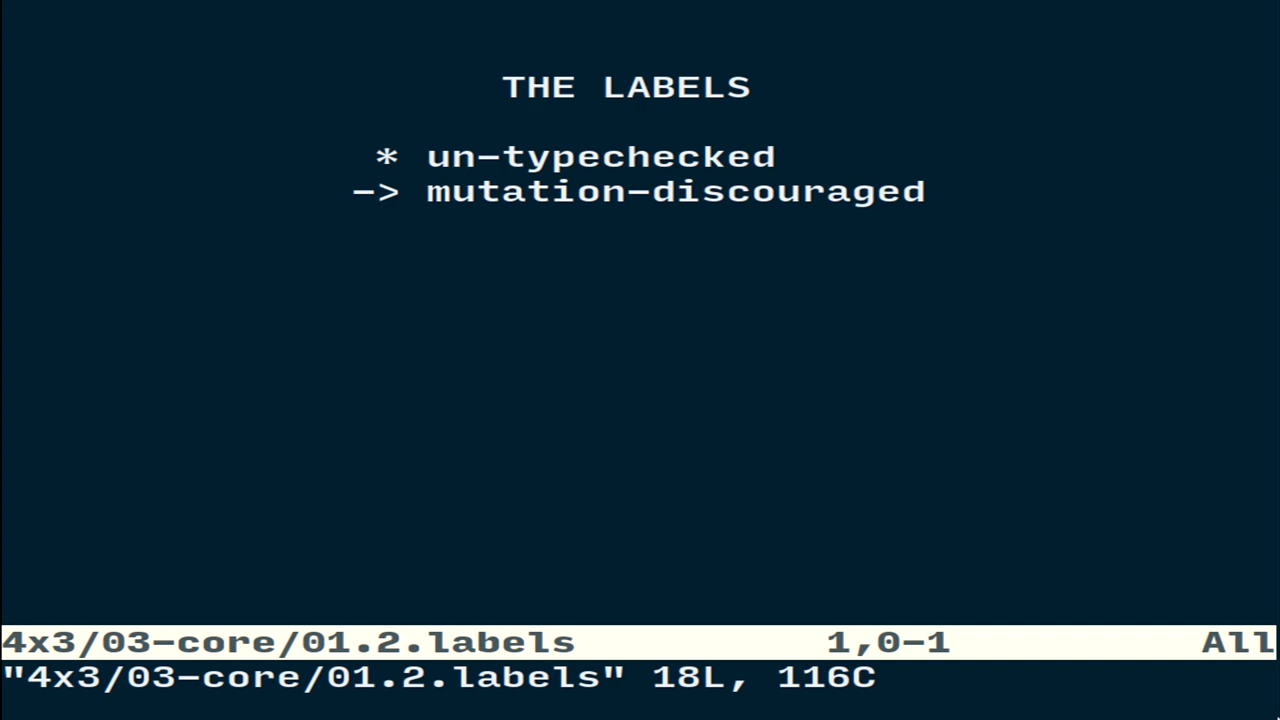 THE LABELS
* un-typechecked
-> mutation-discouraged
4x3/03-core/01.2.labels 1,0-1 All
"4x3/03-core/01.2.labels" 18L, 116C